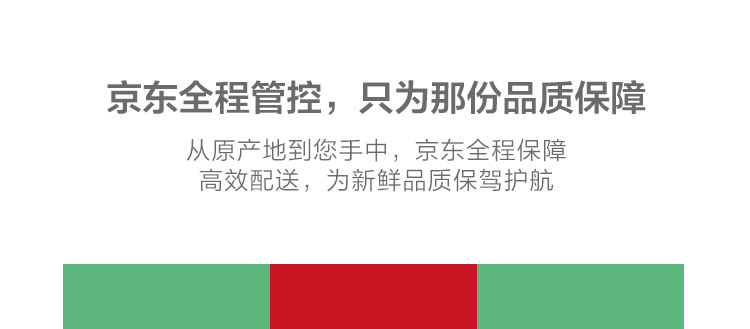 京东全程管控，只为那份品质保障
从原产地到您手中，京东全程保障
高效配送，为新鲜品质保驾护航